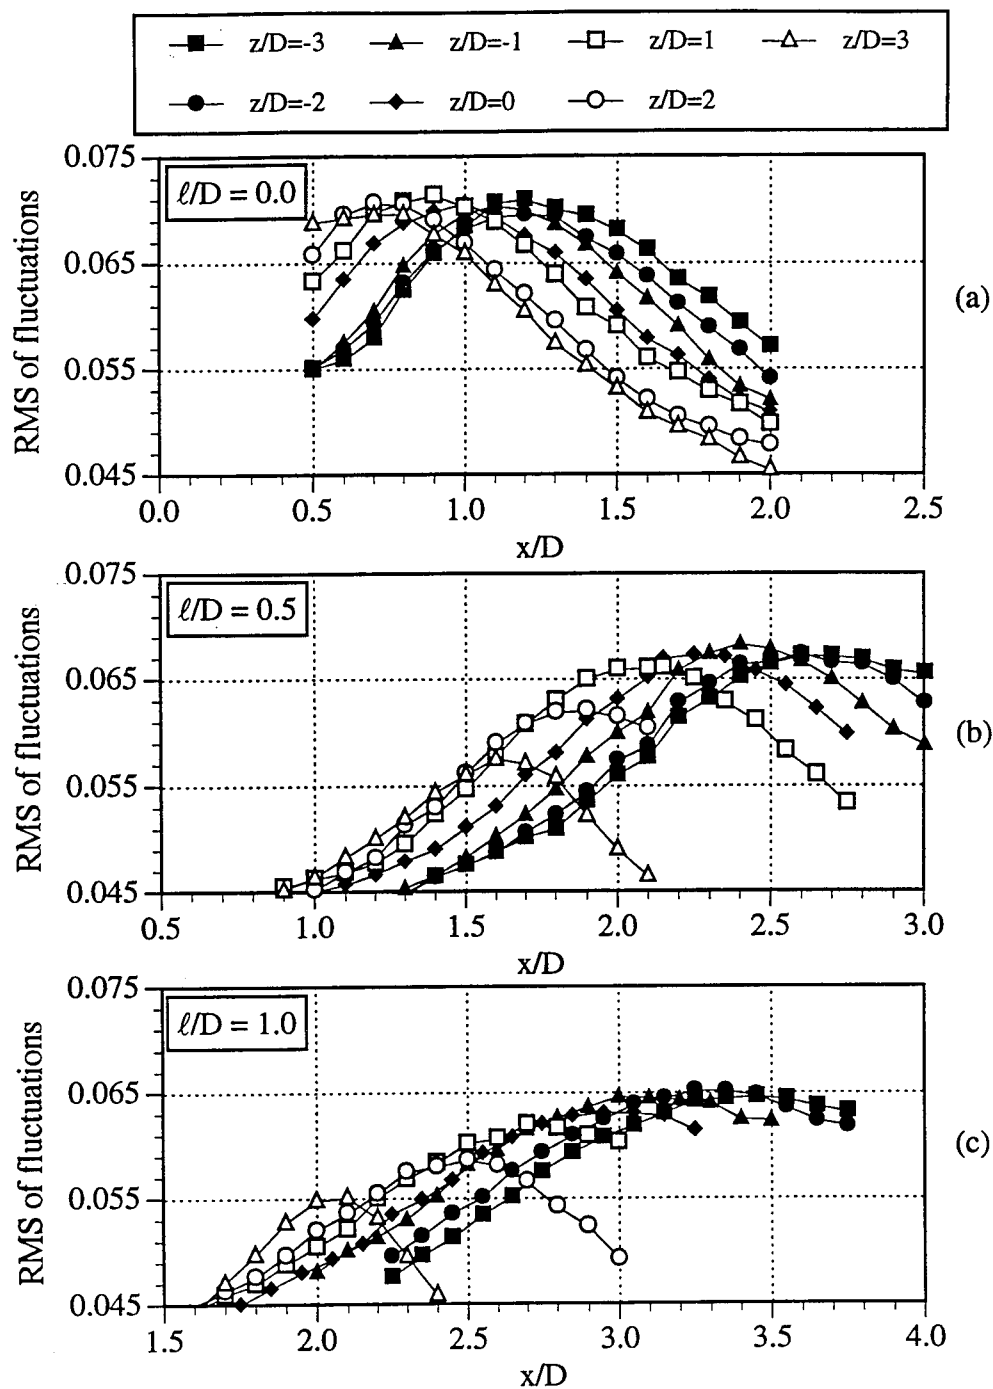 z/D=-3 z/D=-1 z/D=1 z/D=3
z/D=-2 z/D=0 z/D=2
0.075
ℓ/D = 0.0
0.065
RMS of fluctuations
(a)
0.055
0.045
0.0 0.5 1.0 1.5 2.0 2.5
x/D
0.075
ℓ/D = 0.5
0.065
RMS of fluctuations
(b)
0.055
0.045
0.5 1.0 1.5 2.0 2.5 3.0
x/D
0.075
ℓ/D = 1.0
0.065
RMS of fluctuations
(c)
0.055
0.045
1.5 2.0 2.5 3.0 3.5 4.0
x/D